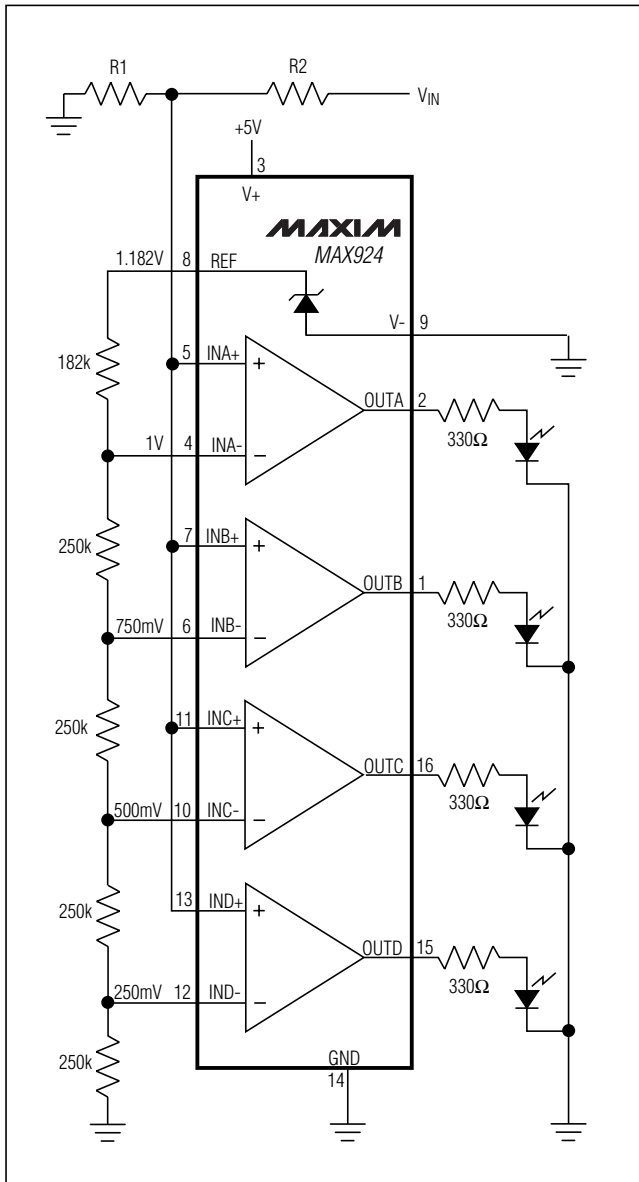 R1
R2
VIN
+5V
3
V+
MAXIM
MAX924
1.182V
8
REF
V-
9
182k
5
INA+
+
OUTA
2
330Ω
1V
4
INA-
−
250k
7
INB+
+
OUTB
1
330Ω
750mV
6
INB-
−
250k
11
INC+
+
OUTC
16
330Ω
500mV
10
INC-
−
250k
13
IND+
+
OUTD
15
330Ω
250mV
12
IND-
−
250k
GND
14